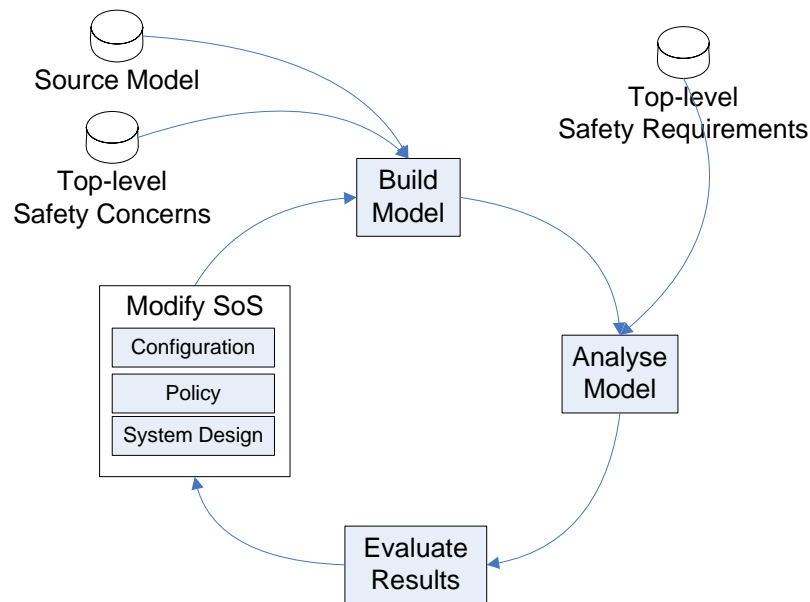 Source Model
Top-level
Safety Concerns
Top-level
Safety Requirements
Build
Model
Modify SoS
Configuration
Policy
System Design
Analyse
Model
Evaluate
Results